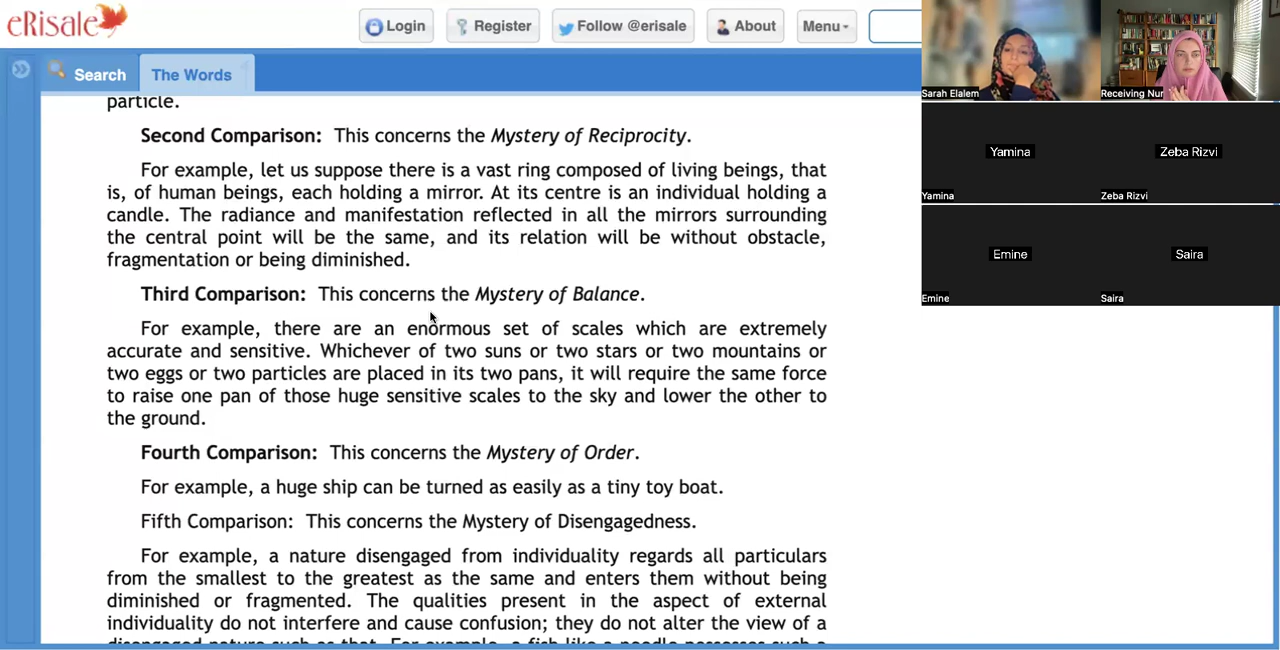 eRisale
Login
Register
Follow @erisale
About
Menu
Search
The Words
particle.
Second Comparison: This concerns the Mystery of Reciprocity.
For example, let us suppose there is a vast ring composed of living beings, that
is, of human beings, each holding a mirror. At its centre is an individual holding a
candle. The radiance and manifestation reflected in all the mirrors surrounding
the central point will be the same, and its relation will be without obstacle,
fragmentation or being diminished.
Third Comparison: This concerns the Mystery of Balance.
For example, there are an enormous set of scales which are extremely
accurate and sensitive. Whichever of two suns or two stars or two mountains or
two eggs or two particles are placed in its two pans, it will require the same force
to raise one pan of those huge sensitive scales to the sky and lower the other to
the ground.
Fourth Comparison: This concerns the Mystery of Order.
For example, a huge ship can be turned as easily as a tiny toy boat.
Fifth Comparison: This concerns the Mystery of Disengagedness.
For example, a nature disengaged from individuality regards all particulars
from the smallest to the greatest as the same and enters them without being
diminished or fragmented. The qualities present in the aspect of external
individuality do not interfere and cause confusion; they do not alter the view of a
disengaged nature such as that. For example, a fish like a needle possesses such a
Sarah Elalem
Receiving Nur
Yamina
Zeba Rizvi
Yamina
Zeba Rizvi
Emine
Saira
Emine
Saira